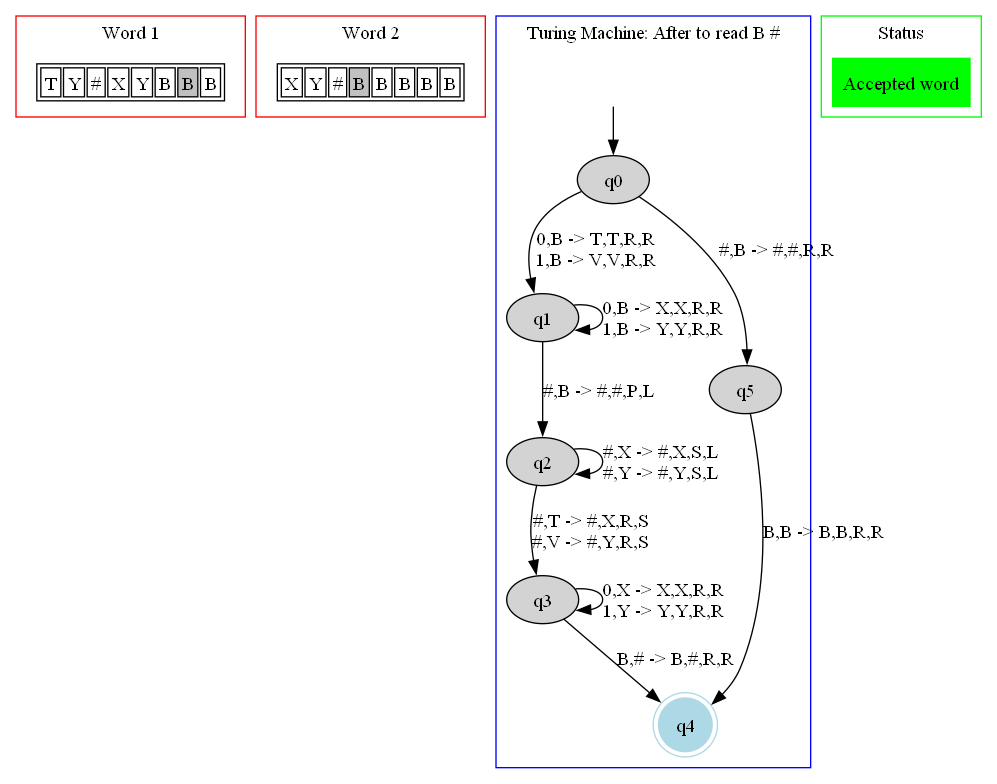 Word 1
T Y # X Y B B B
Word 2
X Y # B B B B B
Turing Machine: After to read B #
Status
Accepted word
q0
0,B -> T,T,R,R
1,B -> V,V,R,R
#,B -> #,#,R,R
q1
0,B -> X,X,R,R
1,B -> Y,Y,R,R
#,B -> #,#,P,L
q5
q2
#,X -> #,X,S,L
#,Y -> #,Y,S,L
#,T -> #,X,R,S
#,V -> #,Y,R,S
B,B -> B,B,R,R
q3
0,X -> X,X,R,R
1,Y -> Y,Y,R,R
B,# -> B,#,R,R
q4